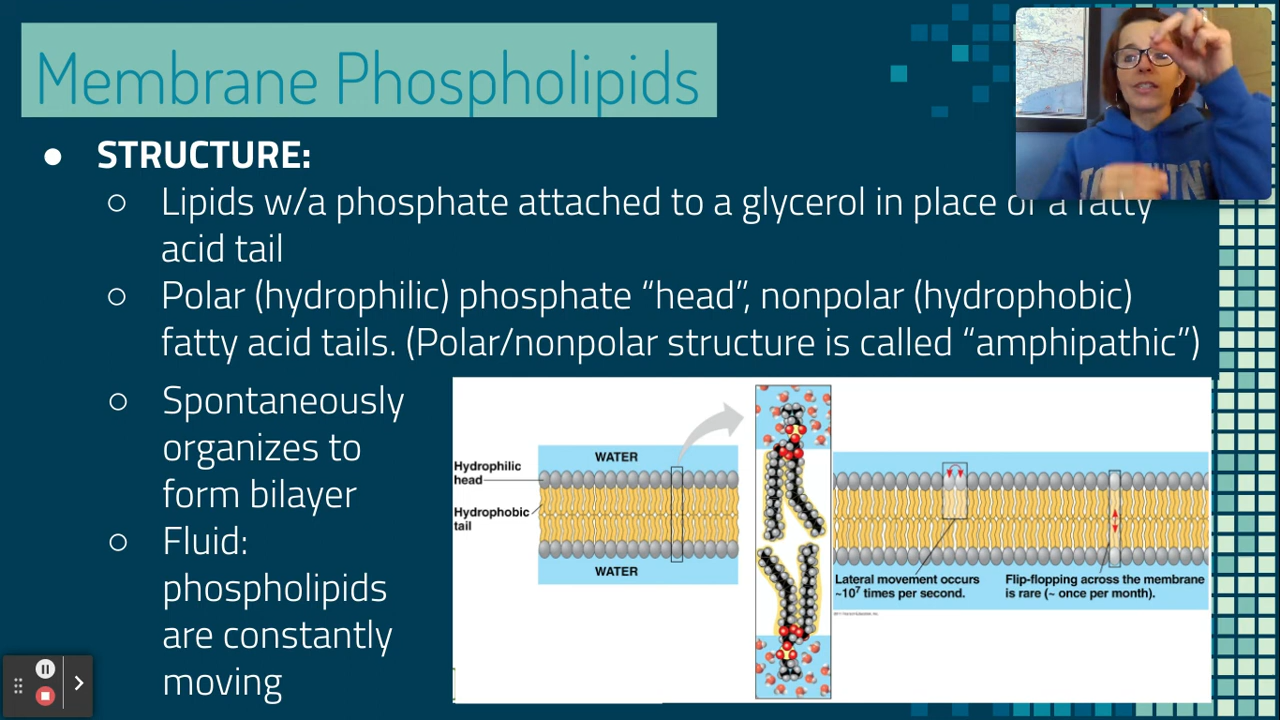 Membrane Phospholipids
● STRUCTURE:
○ Lipids w/a phosphate attached to a glycerol in place of a fatty
acid tail
○ Polar (hydrophilic) phosphate “head”, nonpolar (hydrophobic)
fatty acid tails. (Polar/nonpolar structure is called “amphipathic”)
○ Spontaneously
organizes to
form bilayer
○ Fluid:
phospholipids
are constantly
moving
WATER
Hydrophilic
head
Hydrophobic
tail
WATER
Lateral movement occurs
~10⁷ times per second.
Flip-flopping across the membrane
is rare (~ once per month).